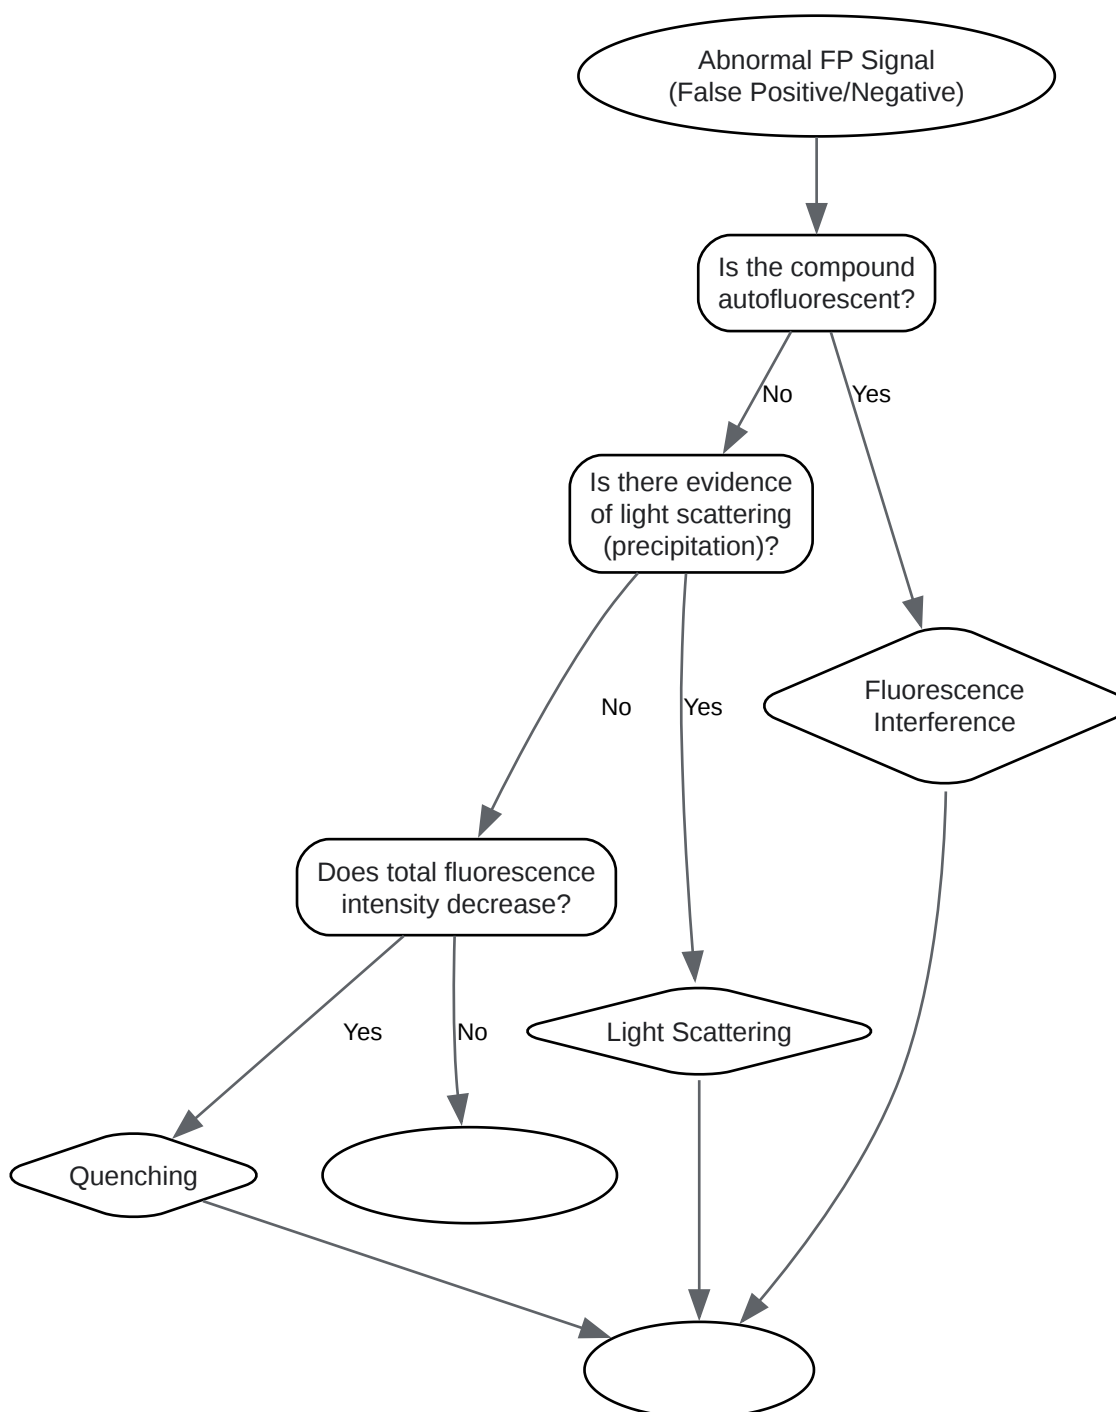 Abnormal FP Signal
(False Positive/Negative)
Is the compound
autofluorescent?
No
Yes
Is there evidence
of light scattering
(precipitation)?
Fluorescence
Interference
No
Yes
Does total fluorescence
intensity decrease?
Yes
No
Light Scattering
Quenching